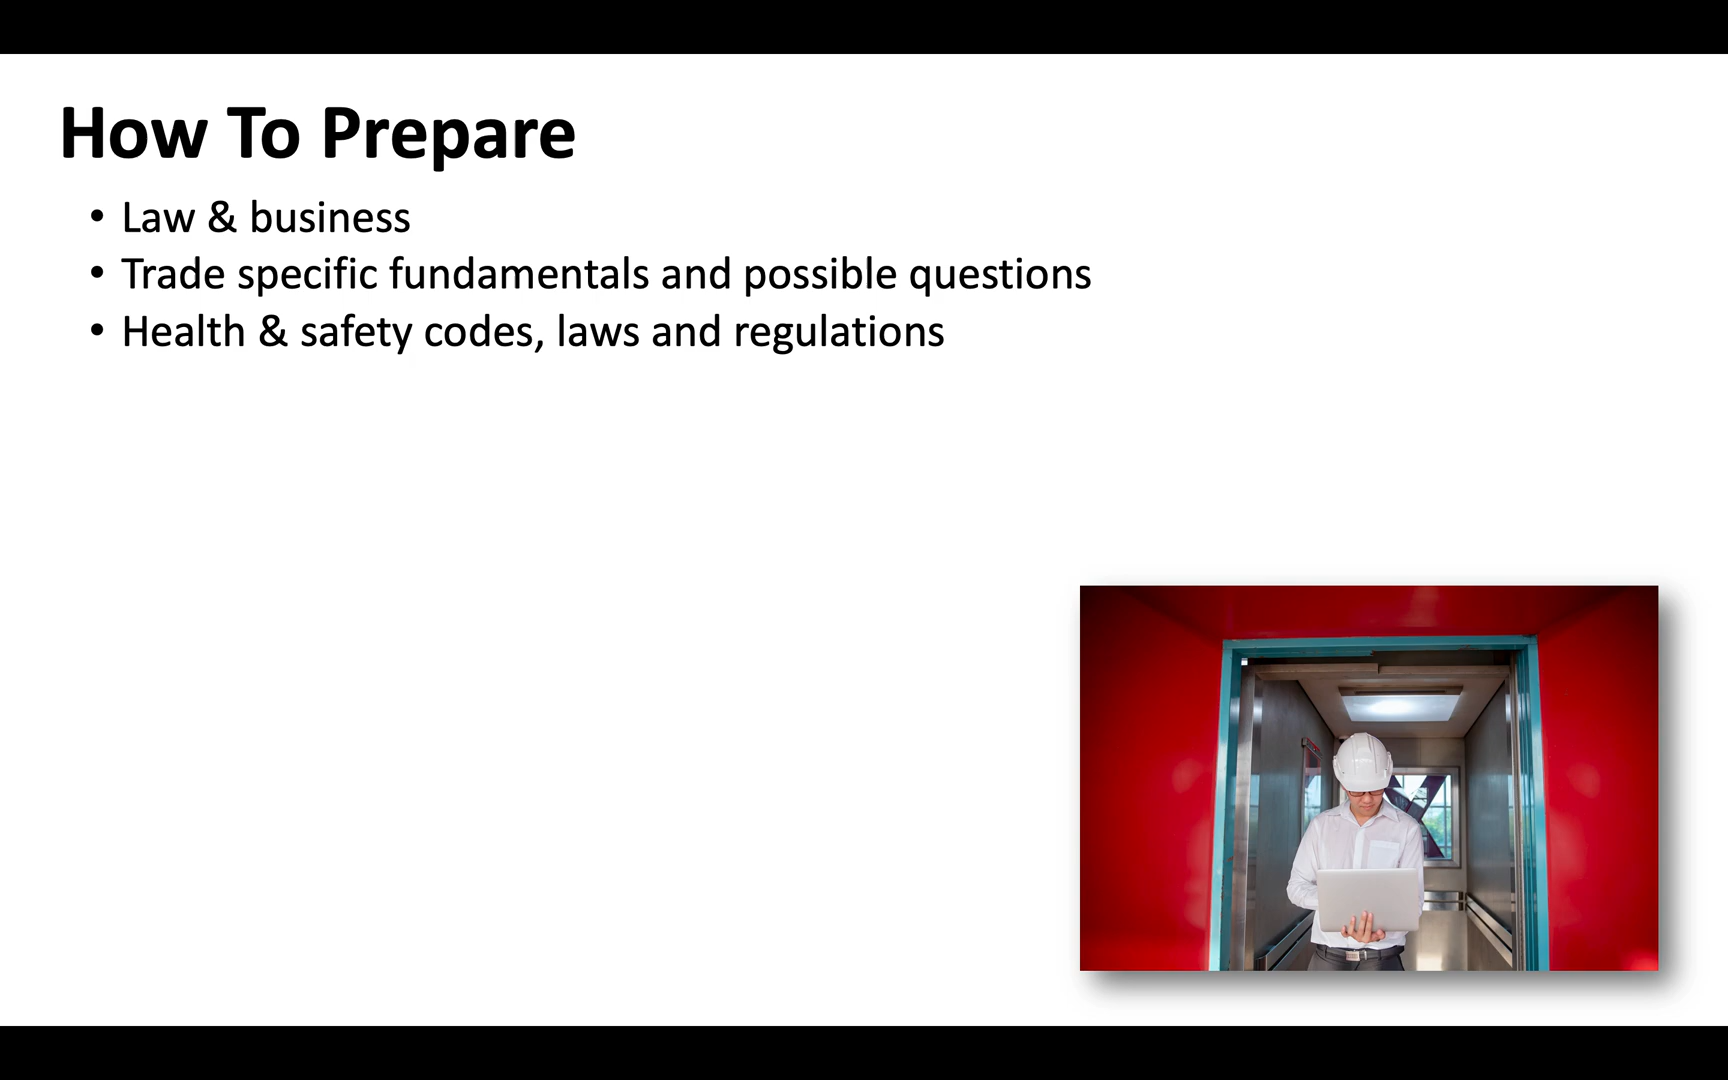 How To Prepare
• Law & business
• Trade specific fundamentals and possible questions
• Health & safety codes, laws and regulations